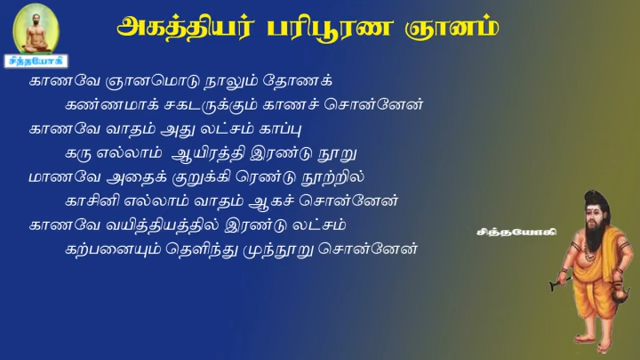 அகத்தியர் பரிபூரண ஞானம்
சித்தயோகி
காணவே ஞானமொடு நாலும் தோணக்
கண்ணமாக் சகடருக்கும் காணச் சொன்னேன்
காணவே வாதம் அது லட்சம் காப்பு
கரு எல்லாம் ஆயிரத்தி இரண்டு நூறு
மாணவே அதைக் குறுக்கி ரெண்டு நூற்றில்
காசினி எல்லாம் வாதம் ஆகச் சொன்னேன்
காணவே வயித்தியத்தில் இரண்டு லட்சம்
கற்பனையும் தெளிந்து முந்நூறு சொன்னேன்
சித்தயோகி